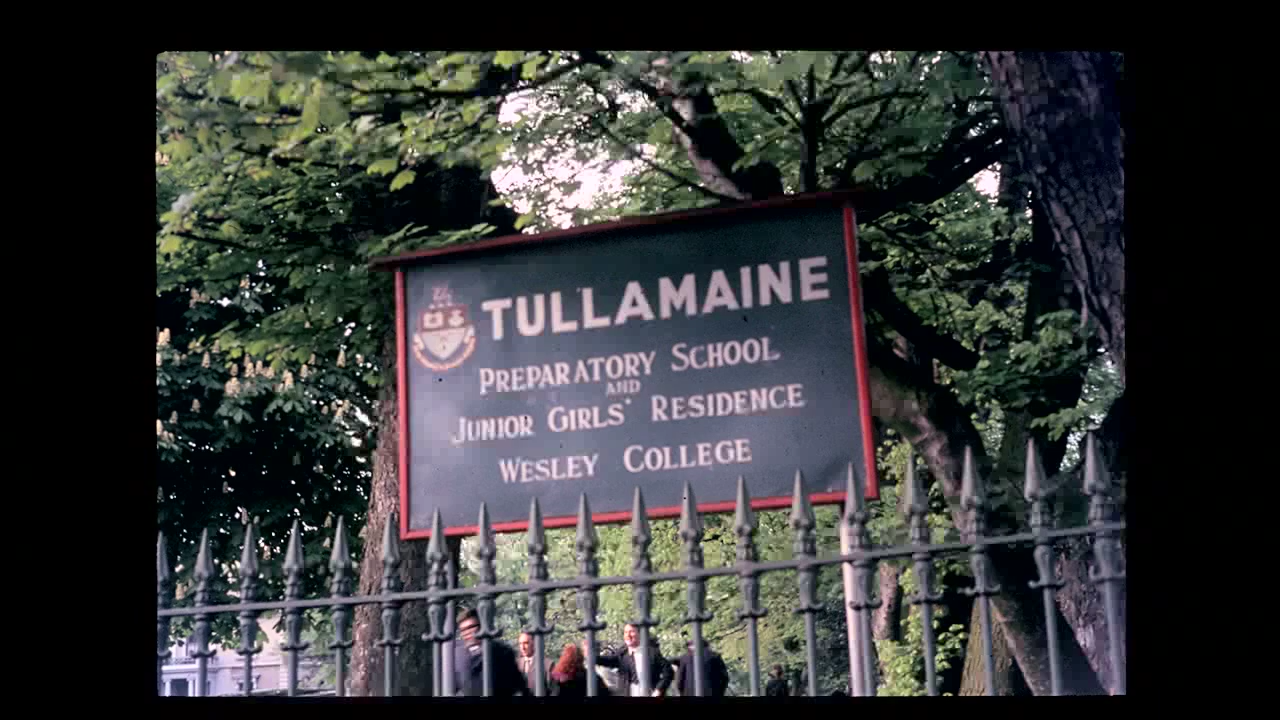 TULLAMAINE
PREPARATORY SCHOOL
AND
JUNIOR GIRLS' RESIDENCE
WESLEY COLLEGE